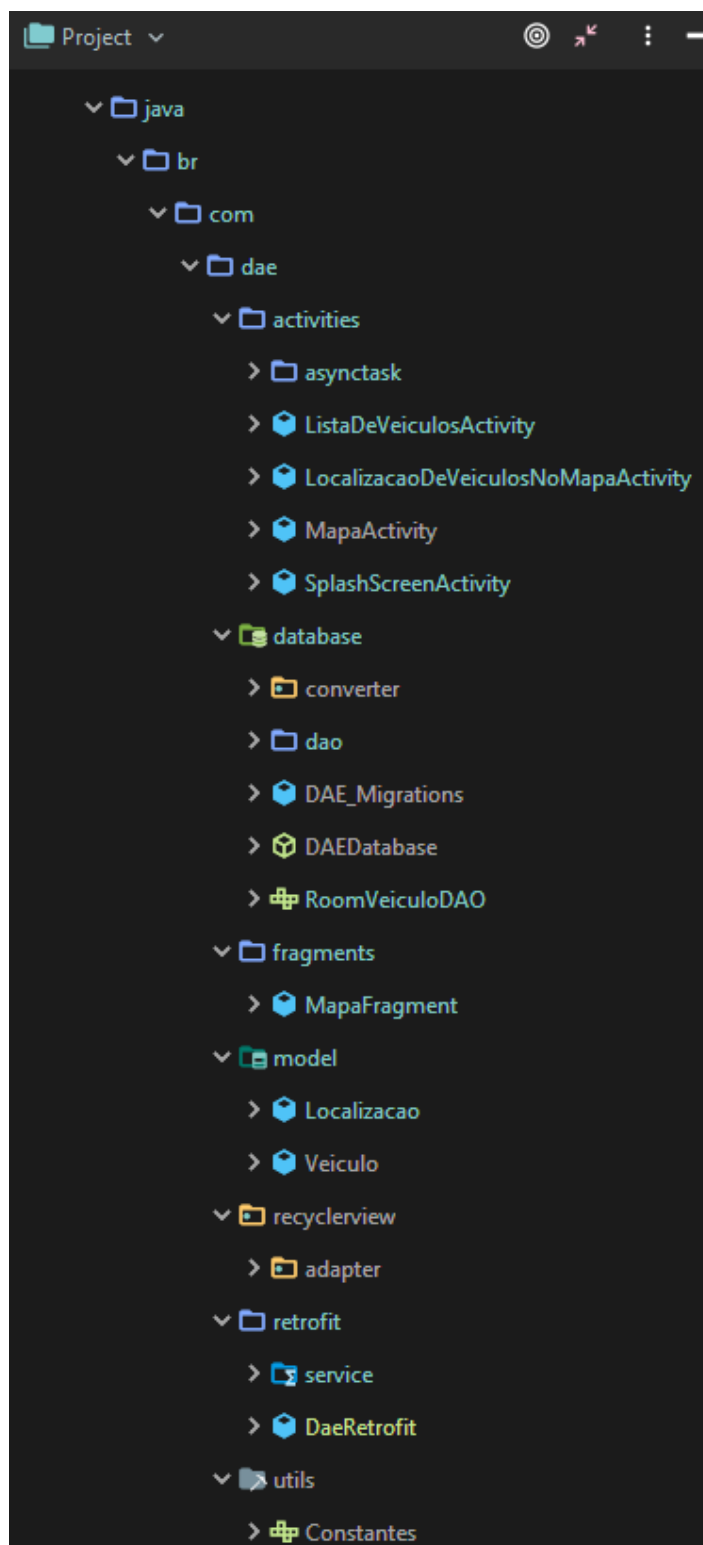 Project
java
br
com
dae
activities
asynctask
ListaDeVeiculosActivity
LocalizacaoDeVeiculosNoMapaActivity
MapaActivity
SplashScreenActivity
database
converter
dao
DAE_Migrations
DAEDatabase
RoomVeiculoDAO
fragments
MapaFragment
model
Localizacao
Veiculo
recyclerview
adapter
retrofit
service
DaeRetrofit
utils
Constantes